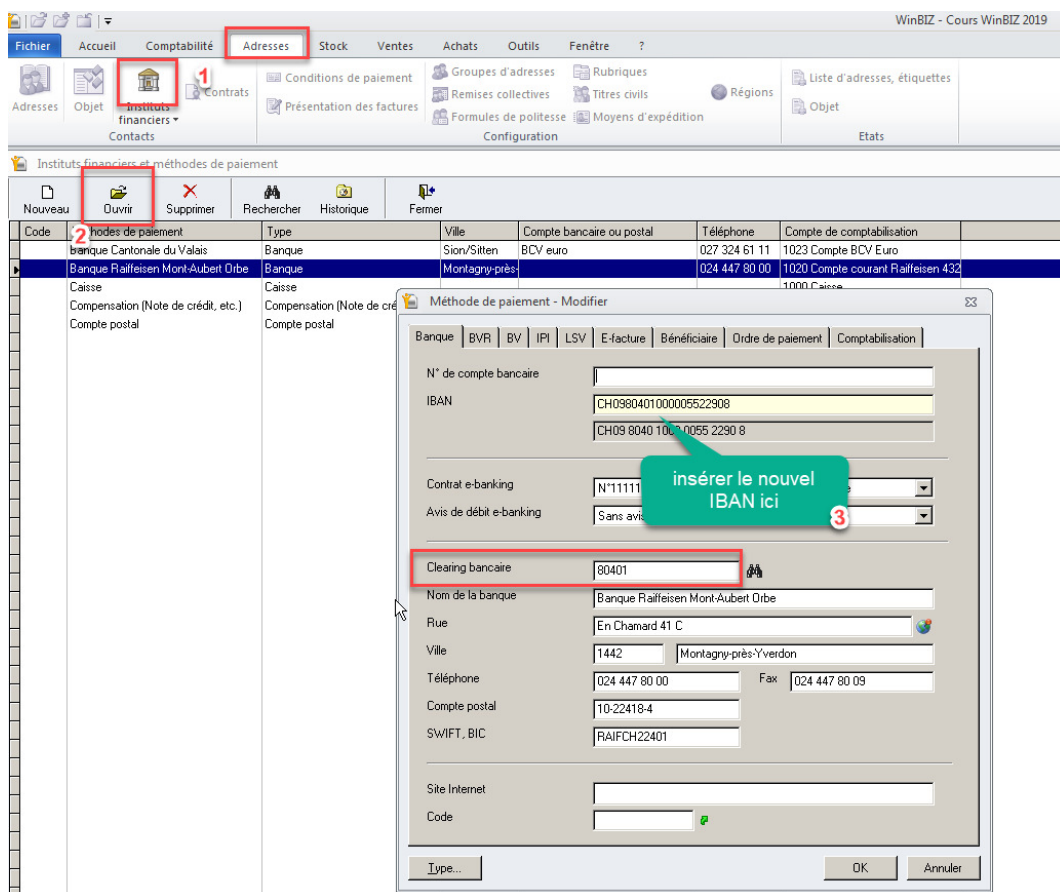 WinBIZ - Cours WinBIZ 2019
Fichier Accueil Comptabilité Adresses Stock Ventes Achats Outils Fenêtre ?
Adresses Objet Instituts financiers Contrats
1
Contacts
Conditions de paiement
Présentation des factures
Groupes d'adresses Rubriques
Remises collectives Titres civils Régions
Formules de politesse Moyens d'expédition
Configuration
Liste d'adresses, étiquettes
Objet
Etats
Instituts financiers et méthodes de paiement
Nouveau Ouvrir Supprimer Rechercher Historique Fermer
2
Code Méthodes de paiement Type Ville Compte bancaire ou postal Téléphone Compte de comptabilisation
Banque Cantonale du Valais Banque Sion/Sitten BCV euro 027 324 61 11 1023 Compte BCV Euro
Banque Raiffeisen Mont-Aubert Orbe Banque Montagny-près- 024 447 80 00 1020 Compte courant Raiffeisen 432
Caisse Caisse 1000 Caisse
Compensation (Note de crédit, etc.) Compensation (Note de cré
Compte postal Compte postal
Méthode de paiement - Modifier
Banque BVR BV IPI LSV E-facture Bénéficiaire Ordre de paiement Comptabilisation
N° de compte bancaire
IBAN CH0980401000005522908
CH09 8040 1000 0055 2290 8
insérer le nouvel
IBAN ici
3
Contrat e-banking N°11111
Avis de débit e-banking Sans avis
Clearing bancaire 80401
Nom de la banque Banque Raiffeisen Mont-Aubert Orbe
Rue En Chamard 41 C
Ville 1442 Montagny-près-Yverdon
Téléphone 024 447 80 00 Fax 024 447 80 09
Compte postal 10-22418-4
SWIFT, BIC RAIFCH22401
Site Internet
Code
Type... OK Annuler